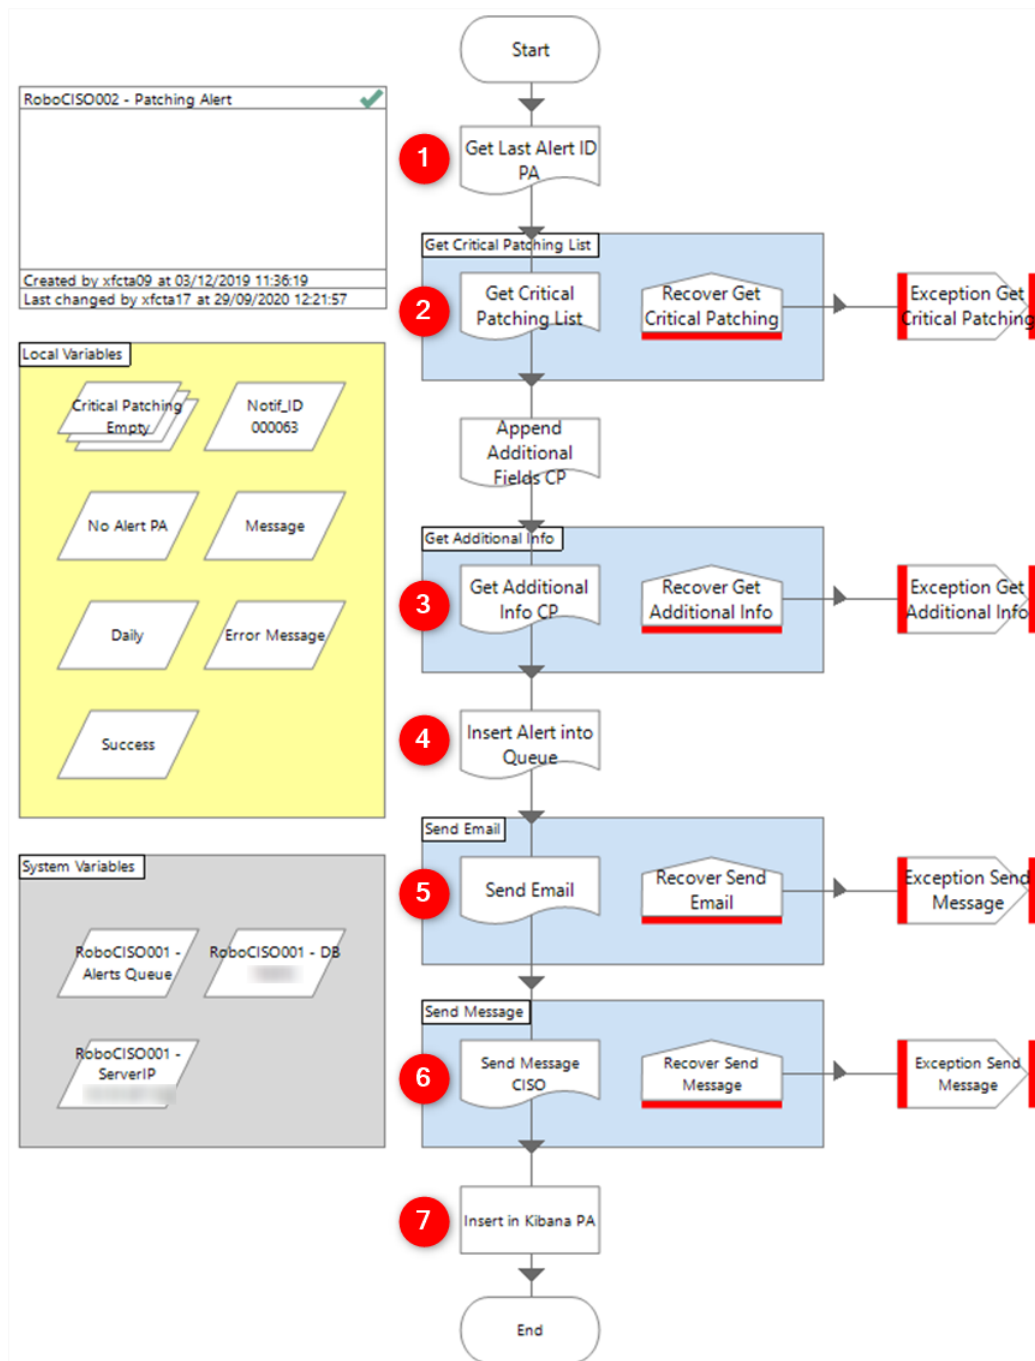 Start
RoboCISO002 - Patching Alert
Created by xfcta09 at 03/12/2019 11:36:19
Last changed by xfcta17 at 29/09/2020 12:21:57
1
Get Last Alert ID
PA
Get Critical Patching List
2
Get Critical
Patching List
Recover Get
Critical Patching
Exception Get
Critical Patching
Local Variables
Critical Patching
Empty
Notif_ID
000063
No Alert PA
Message
Daily
Error Message
Success
Append
Additional
Fields CP
Get Additional Info
3
Get Additional
Info CP
Recover Get
Additional Info
Exception Get
Additional Info
4
Insert Alert into
Queue
Send Email
5
Send Email
Recover Send
Email
Exception Send
Message
System Variables
RoboCISO001 -
Alerts Queue
RoboCISO001 - DB
RoboCISO001 -
ServerIP
Send Message
6
Send Message
CISO
Recover Send
Message
Exception Send
Message
7
Insert in Kibana PA
End